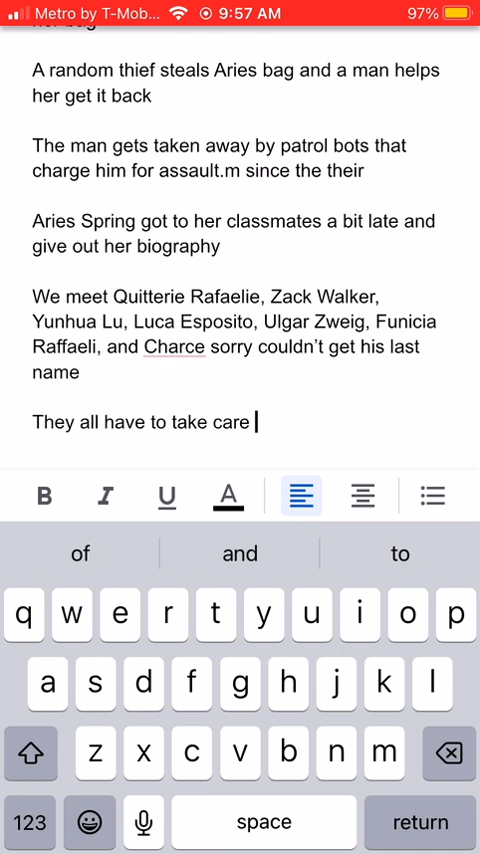 Metro by T-Mob... 9:57 AM 97%
her bag
A random thief steals Aries bag and a man helps
her get it back
The man gets taken away by patrol bots that
charge him for assault.m since the their
Aries Spring got to her classmates a bit late and
give out her biography
We meet Quitterie Rafaelie, Zack Walker,
Yunhua Lu, Luca Esposito, Ulgar Zweig, Funicia
Raffaeli, and Charce sorry couldn't get his last
name
They all have to take care
B I U A
of and to
q w e r t y u i o p
a s d f g h j k l
z x c v b n m
123 space return